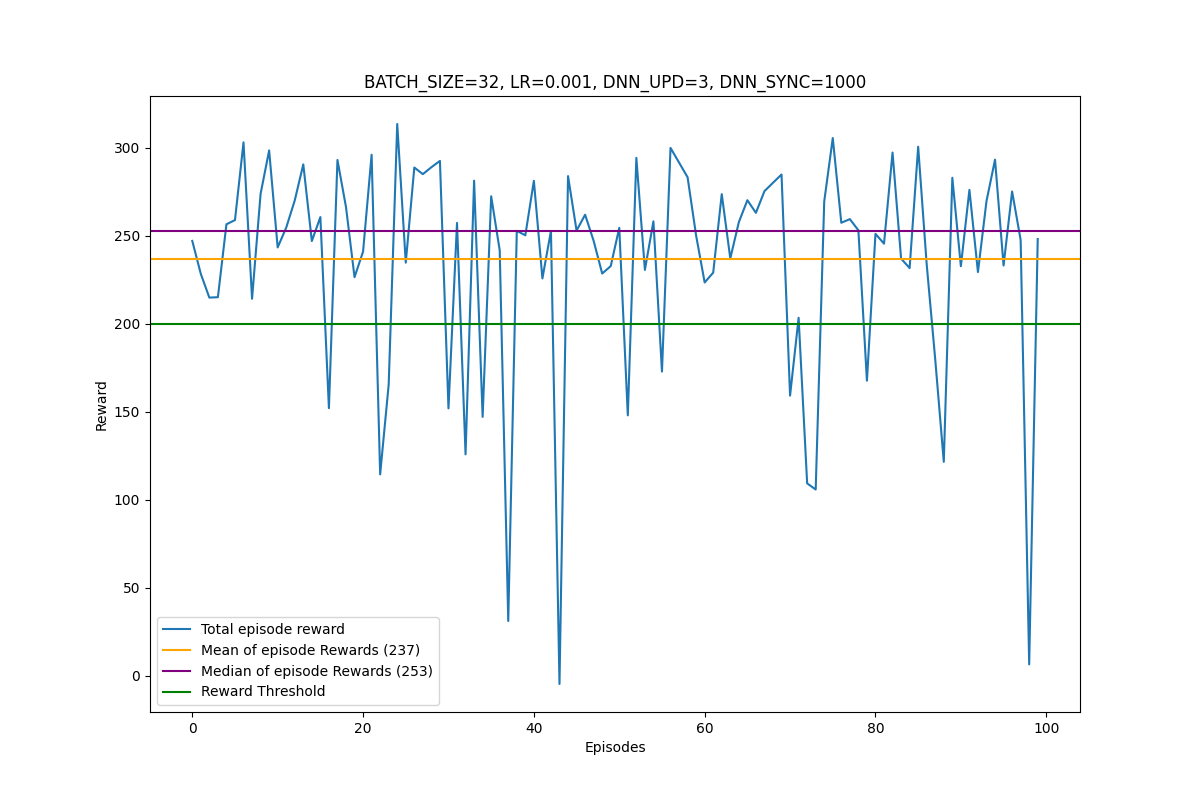 BATCH_SIZE=32, LR=0.001, DNN_UPD=3, DNN_SYNC=1000
300
250
200
150
100
50
0
Reward
Total episode reward
Mean of episode Rewards (237)
Median of episode Rewards (253)
Reward Threshold
0 20 40 60 80 100
Episodes